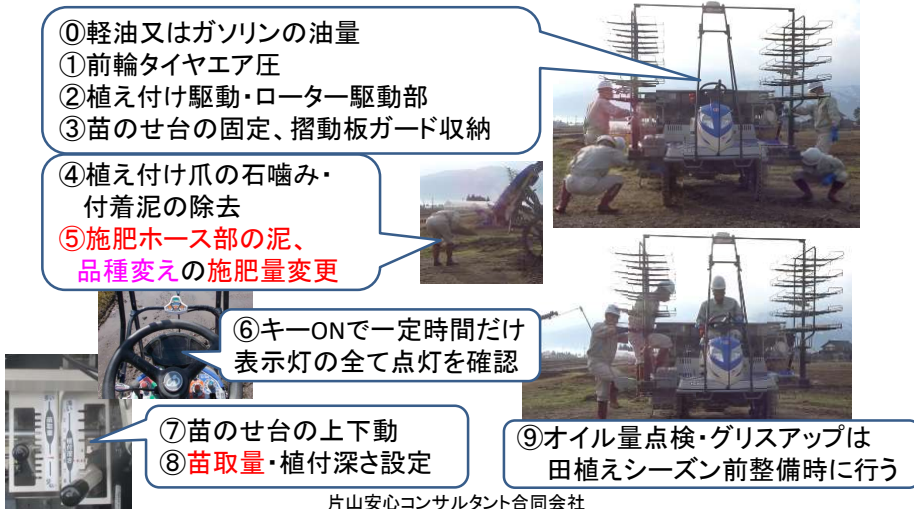 ⓪軽油又はガソリンの油量
①前輪タイヤエア圧
②植え付け駆動・ローター駆動部
③苗のせ台の固定、摺動板ガード収納
④植え付け爪の石噛み・
付着泥の除去
⑤施肥ホース部の泥、
品種変えの施肥量変更
⑥キーONで一定時間だけ
表示灯の全て点灯を確認
⑦苗のせ台の上下動
⑧苗取量・植付深さ設定
⑨オイル量点検・グリスアップは
田植えシーズン前整備時に行う
片山安心コンサルタント合同会社